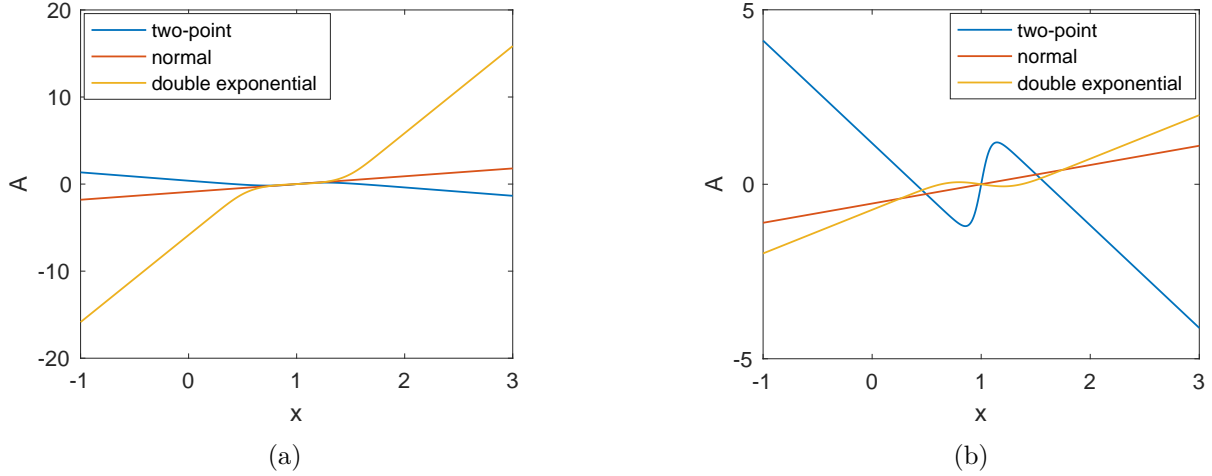 20
10
0
-10
-20
-1 0 1 2 3
A
x
two-point
normal
double exponential
(a)
5
0
-5
-1 0 1 2 3
A
x
two-point
normal
double exponential
(b)